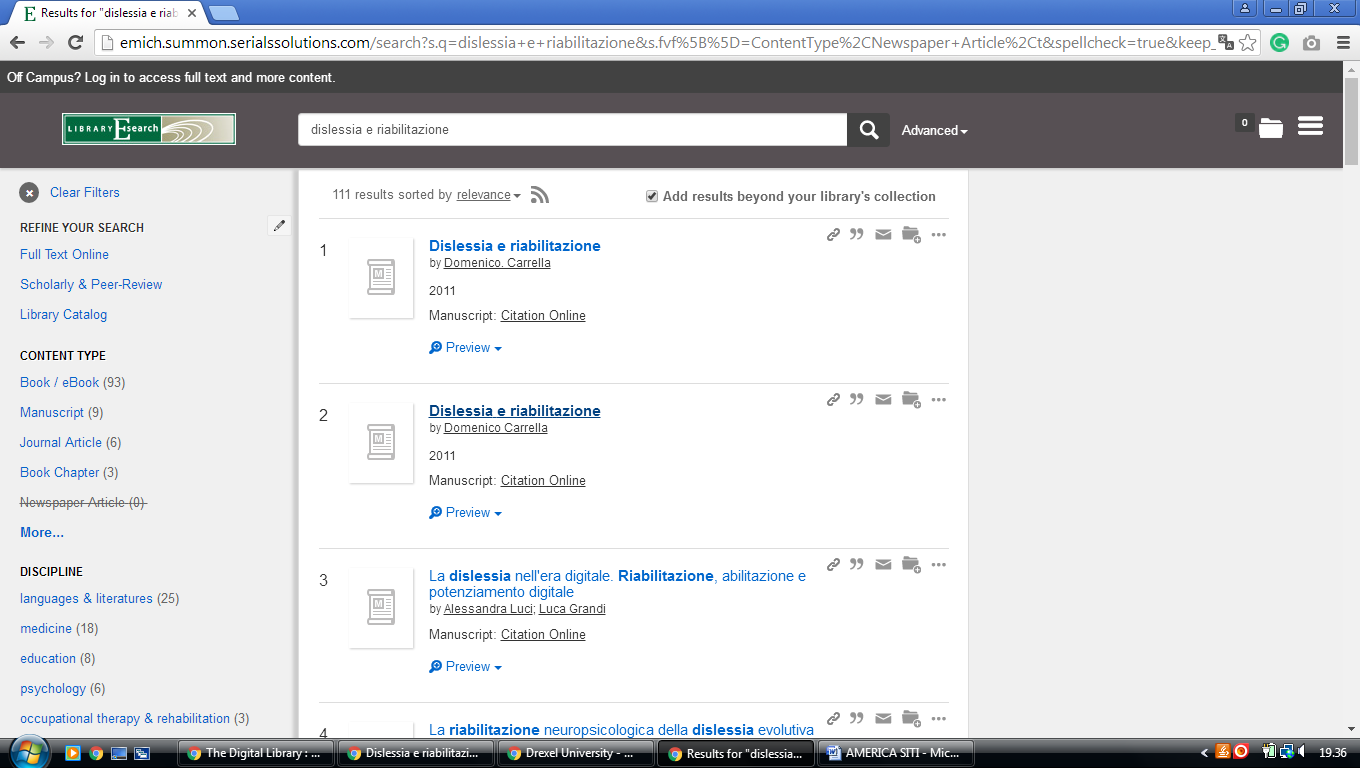 Results for "dislessia e riab
emich.summon.serialssolutions.com/search?s.q=dislessia+e+riabilitazione&s.fvf%5B%5D=ContentType%2CNewspaper+Article%2Ct&spellcheck=true&keep_
Off Campus? Log in to access full text and more content.
LIBRARY Esearch
dislessia e riabilitazione
Advanced
0
Clear Filters
REFINE YOUR SEARCH
Full Text Online
Scholarly & Peer-Review
Library Catalog
CONTENT TYPE
Book / eBook (93)
Manuscript (9)
Journal Article (6)
Book Chapter (3)
Newspaper Article (0)
More...
DISCIPLINE
languages & literatures (25)
medicine (18)
education (8)
psychology (6)
occupational therapy & rehabilitation (3)
111 results sorted by relevance
Add results beyond your library's collection
1
Dislessia e riabilitazione
by Domenico. Carrella
2011
Manuscript: Citation Online
Preview
2
Dislessia e riabilitazione
by Domenico Carrella
2011
Manuscript: Citation Online
Preview
3
La dislessia nell'era digitale. Riabilitazione, abilitazione e
potenziamento digitale
by Alessandra Luci; Luca Grandi
Manuscript: Citation Online
Preview
4
La riabilitazione neuropsicologica della dislessia evolutiva
The Digital Library : ...
Dislessia e riabilitazi...
Drexel University - ...
Results for "dislessia...
AMERICA SITI - Mic...
19.36